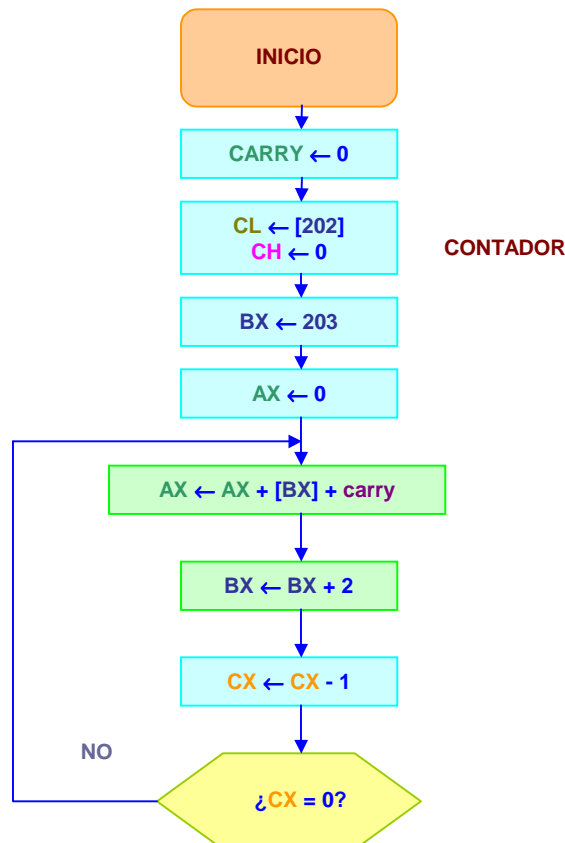 INICIO
CARRY ← 0
CL ← [202]
CH ← 0
CONTADOR
BX ← 203
AX ← 0
AX ← AX + [BX] + carry
BX ← BX + 2
CX ← CX - 1
NO
¿CX = 0?